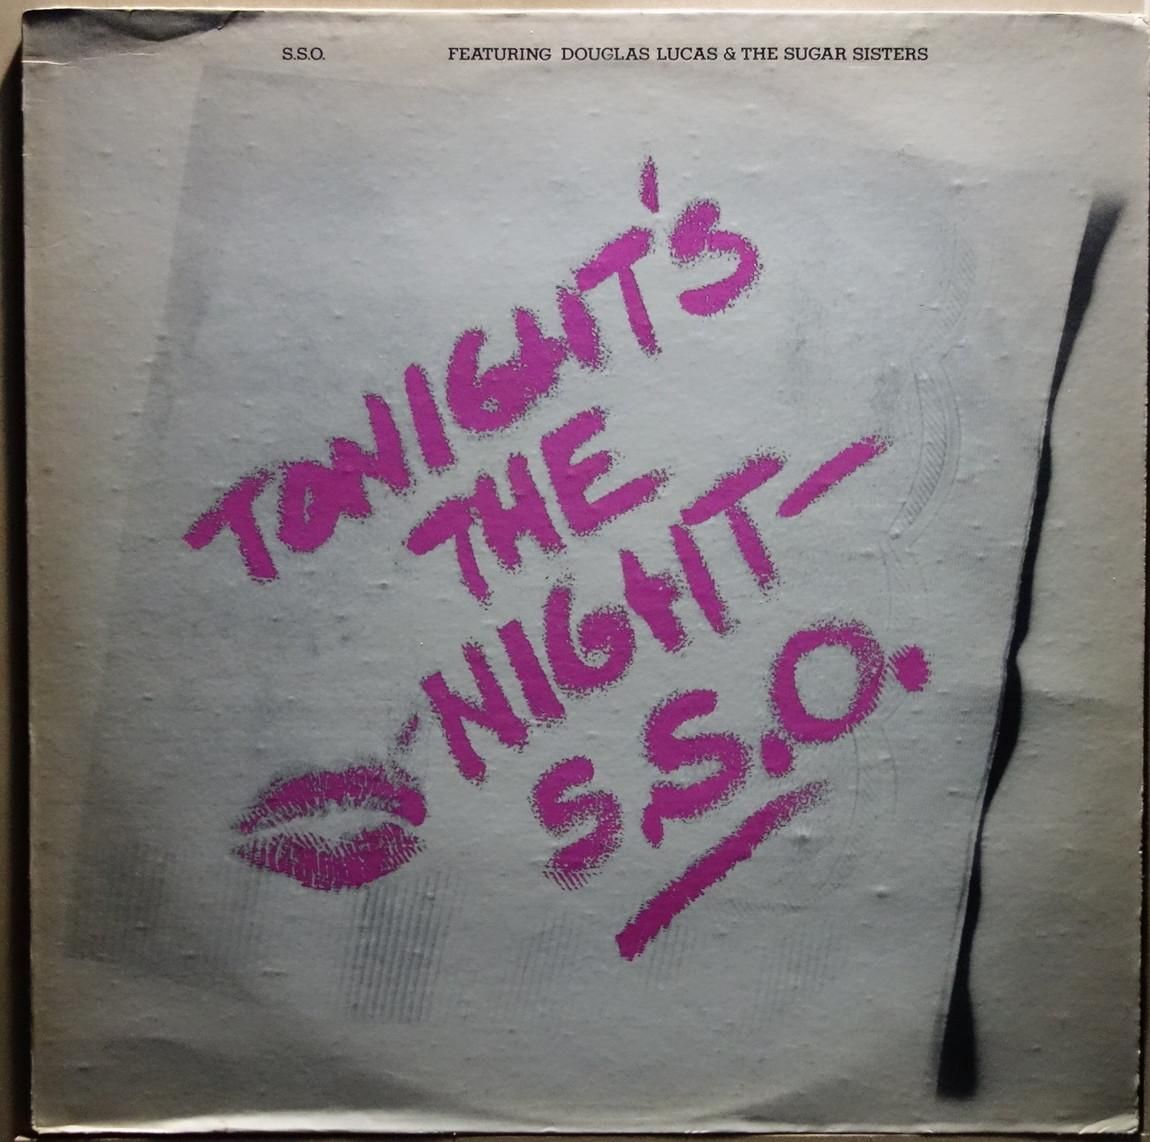 S.S.O. FEATURING DOUGLAS LUCAS & THE SUGAR SISTERS
TONIGHT'S
THE
NIGHT—
S.S.O.